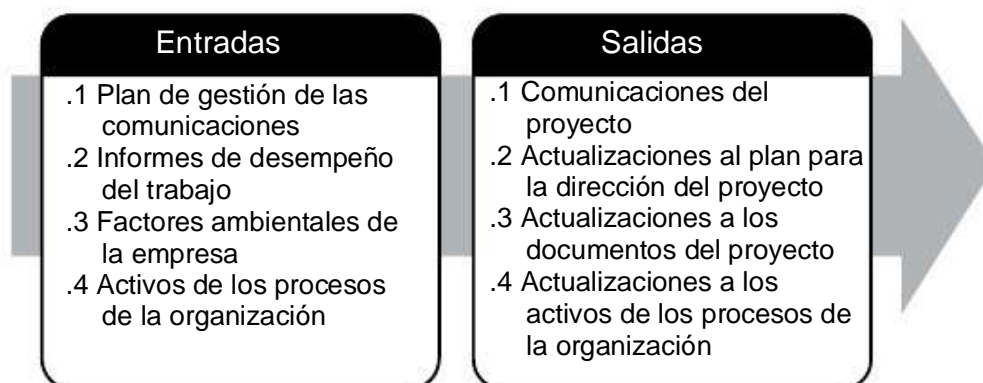 Entradas
.1 Plan de gestión de las
comunicaciones
.2 Informes de desempeño
del trabajo
.3 Factores ambientales de
la empresa
.4 Activos de los procesos
de la organización
Salidas
.1 Comunicaciones del
proyecto
.2 Actualizaciones al plan para
la dirección del proyecto
.3 Actualizaciones a los
documentos del proyecto
.4 Actualizaciones a los
activos de los procesos de
la organización